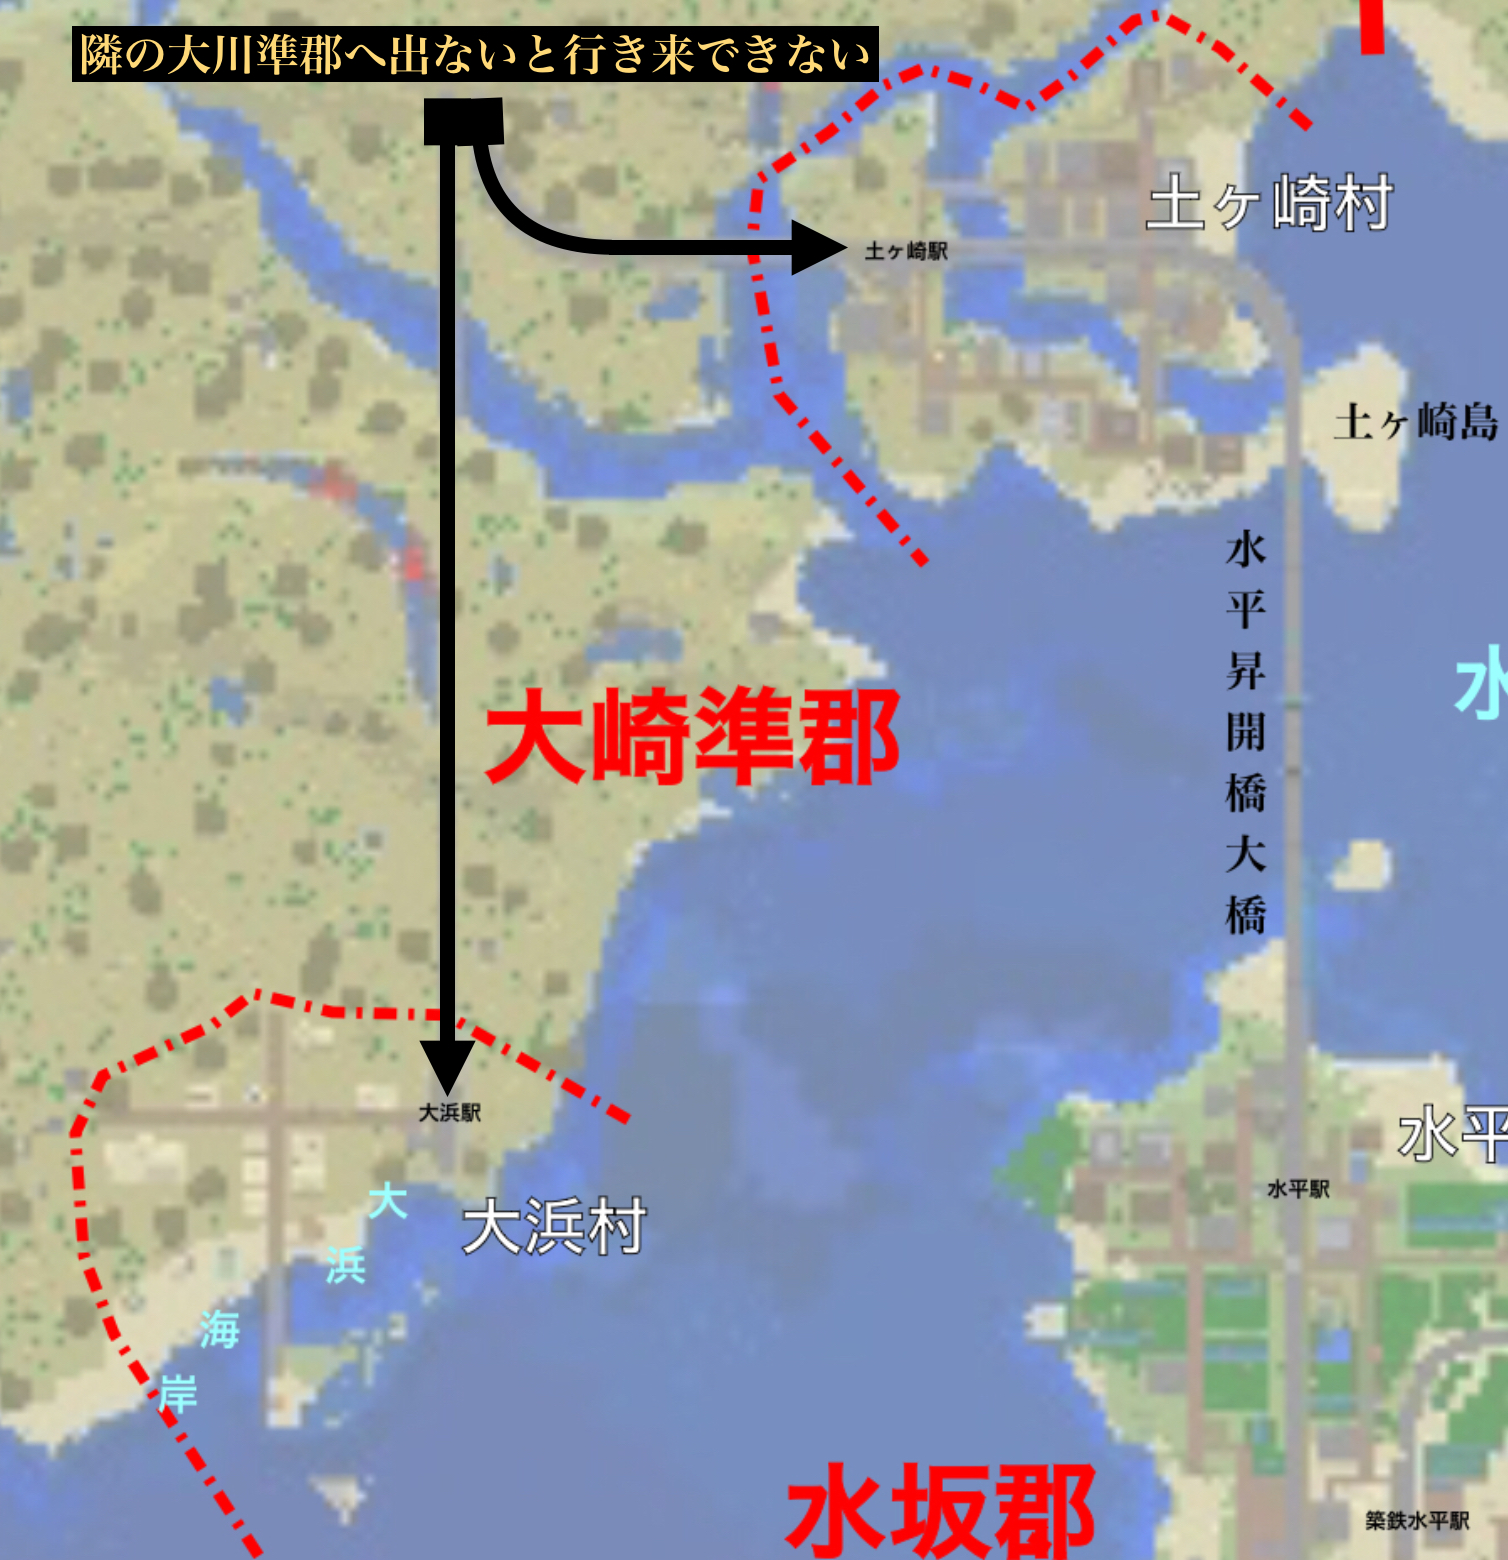 隣の大川準郡へ出ないと行き来できない
土ヶ崎村
土ヶ崎駅
土ヶ崎島
水平昇開橋大橋
水
大崎準郡
大浜駅
水平
水平駅
大浜村
大浜海岸
水坂郡
築鉄水平駅